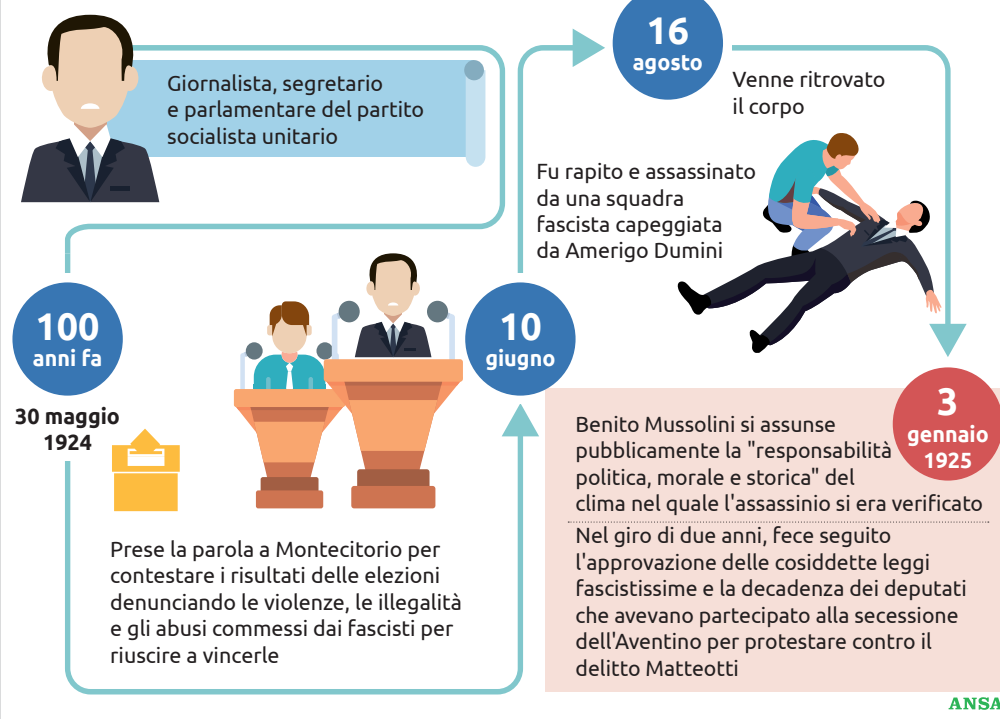 Giornalista, segretario
e parlamentare del partito
socialista unitario
100
anni fa
30 maggio
1924
Prese la parola a Montecitorio per
contestare i risultati delle elezioni
denunciando le violenze, le illegalità
e gli abusi commessi dai fascisti per
riuscire a vincerle
10
giugno
Fu rapito e assassinato
da una squadra
fascista capeggiata
da Amerigo Dumini
16
agosto
Venne ritrovato
il corpo
3
gennaio
1925
Benito Mussolini si assunse
pubblicamente la "responsabilità
politica, morale e storica" del
clima nel quale l'assassinio si era verificato
Nel giro di due anni, fece seguito
l'approvazione delle cosiddette leggi
fascistissime e la decadenza dei deputati
che avevano partecipato alla secessione
dell'Aventino per protestare contro il
delitto Matteotti
ANSA